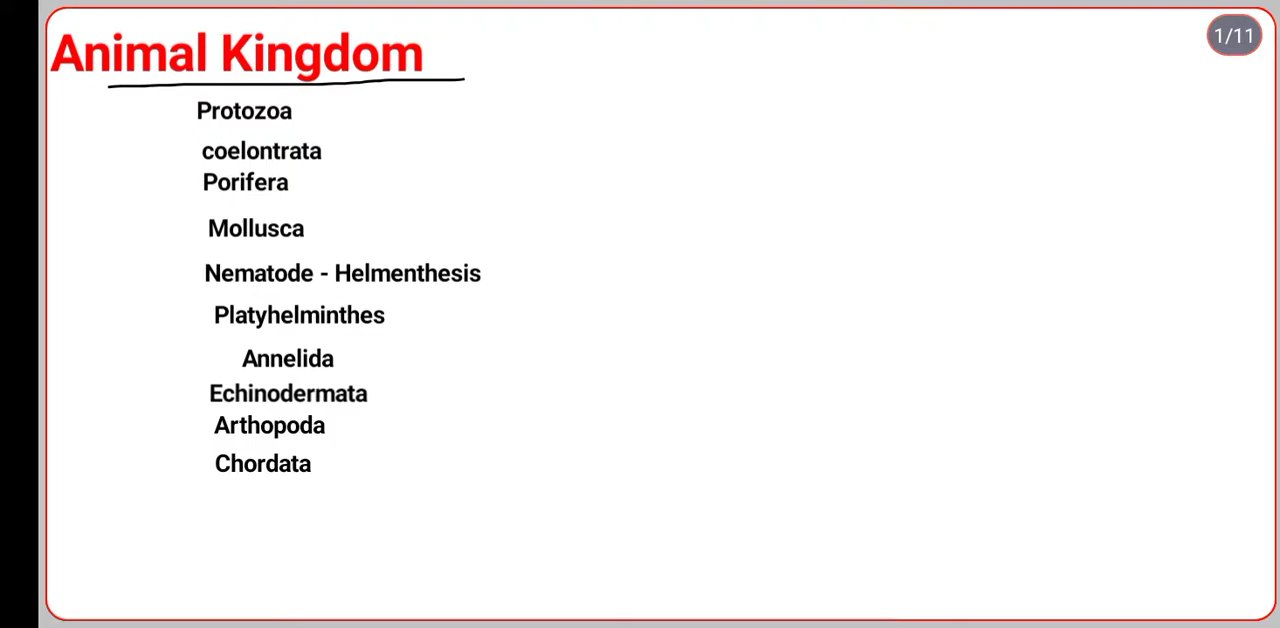 Animal Kingdom
1/11
Protozoa
coelontrata
Porifera
Mollusca
Nematode - Helmenthesis
Platyhelminthes
Annelida
Echinodermata
Arthopoda
Chordata